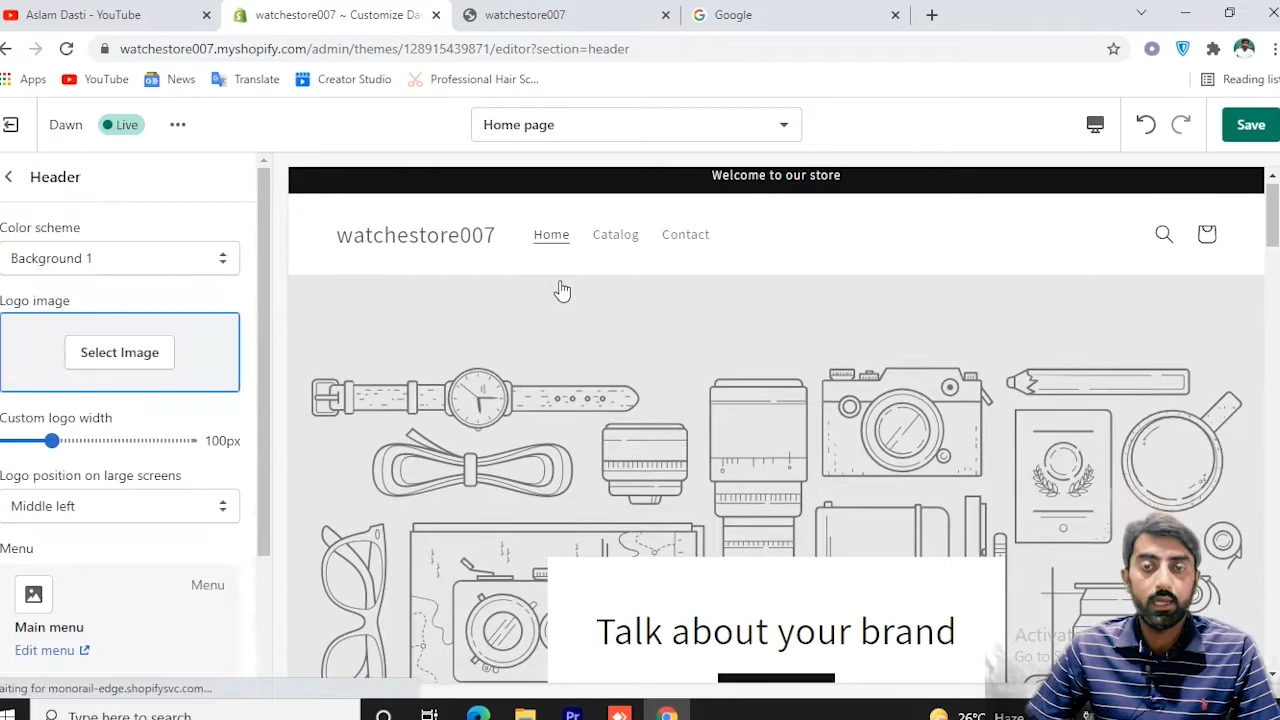 Aslam Dasti - YouTube
watchestore007 ~ Customize Da
watchestore007
Google
watchestore007.myshopify.com/admin/themes/128915439871/editor?section=header
Apps
YouTube
News
Translate
Creator Studio
Professional Hair Sc...
Reading list
Dawn
Live
Home page
Save
Header
Welcome to our store
Color scheme
watchestore007
Home
Catalog
Contact
Background 1
Logo image
Select Image
Custom logo width
100px
Logo position on large screens
Middle left
Menu
Menu
Main menu
Talk about your brand
Edit menu
aiting for monorail-edge.shopifysvc.com...
Type here to search
26°C Haze